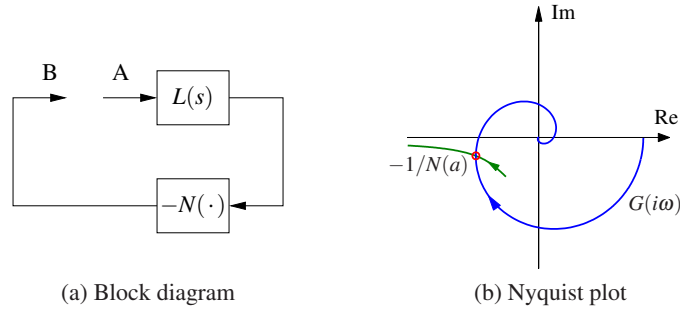 B
A
L(s)
−N(·)
(a) Block diagram
Im
Re
−1/N(a)
G(iω)
(b) Nyquist plot